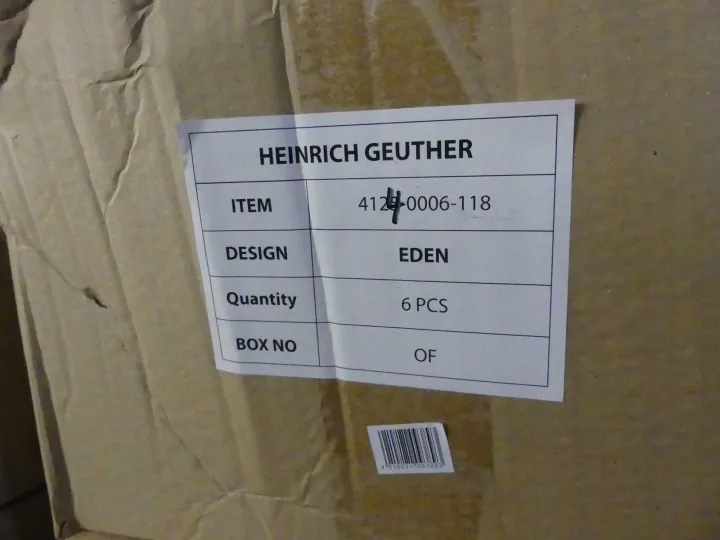 HEINRICH GEUTHER
ITEM 4124-0006-118
DESIGN EDEN
Quantity 6 PCS
BOX NO OF